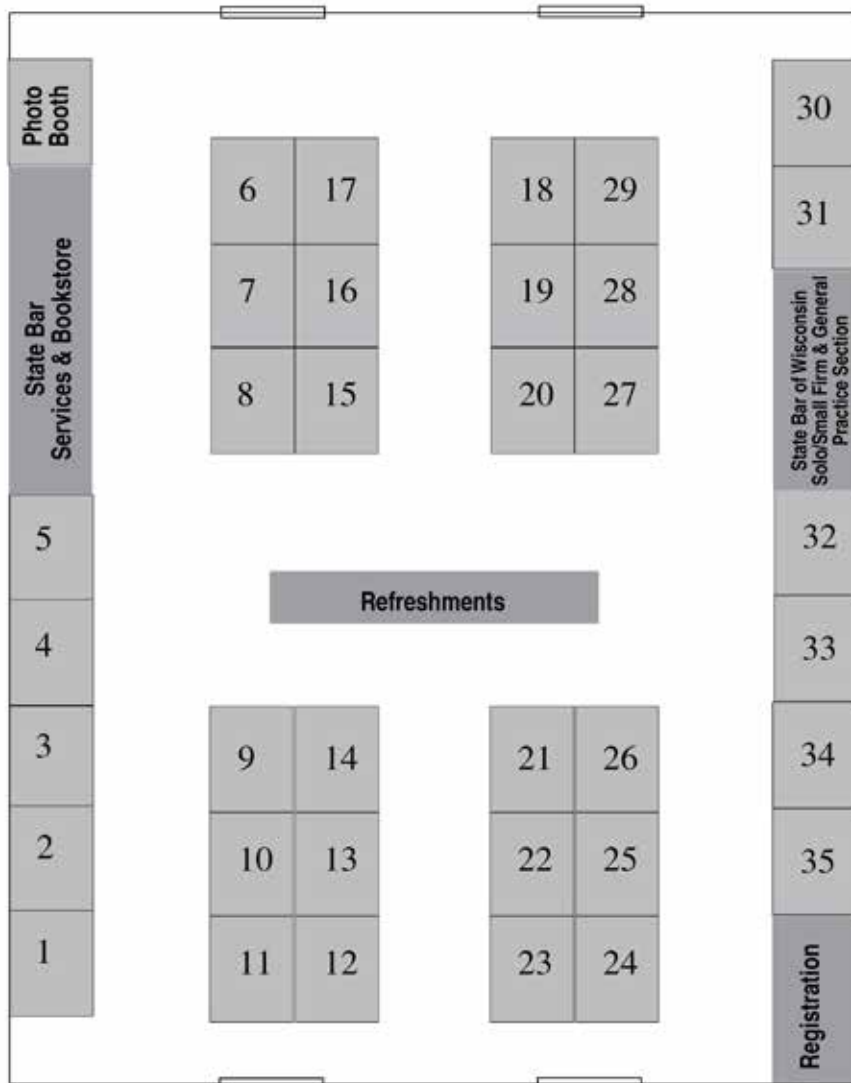 Photo
Booth
State Bar
Services & Bookstore
5
4
3
2
1
6 17
7 16
8 15
18 29
19 28
20 27
Refreshments
9 14
10 13
11 12
21 26
22 25
23 24
30
31
State Bar of Wisconsin
Solo/Small Firm & General
Practice Section
32
33
34
35
Registration